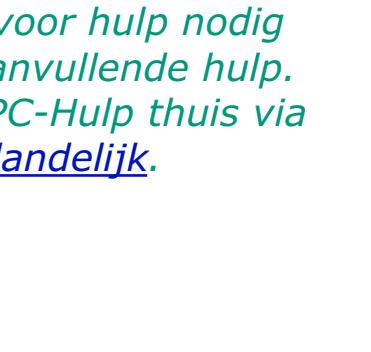 voor hulp nodig
anvullende hulp.
PC-Hulp thuis via
landelijk.